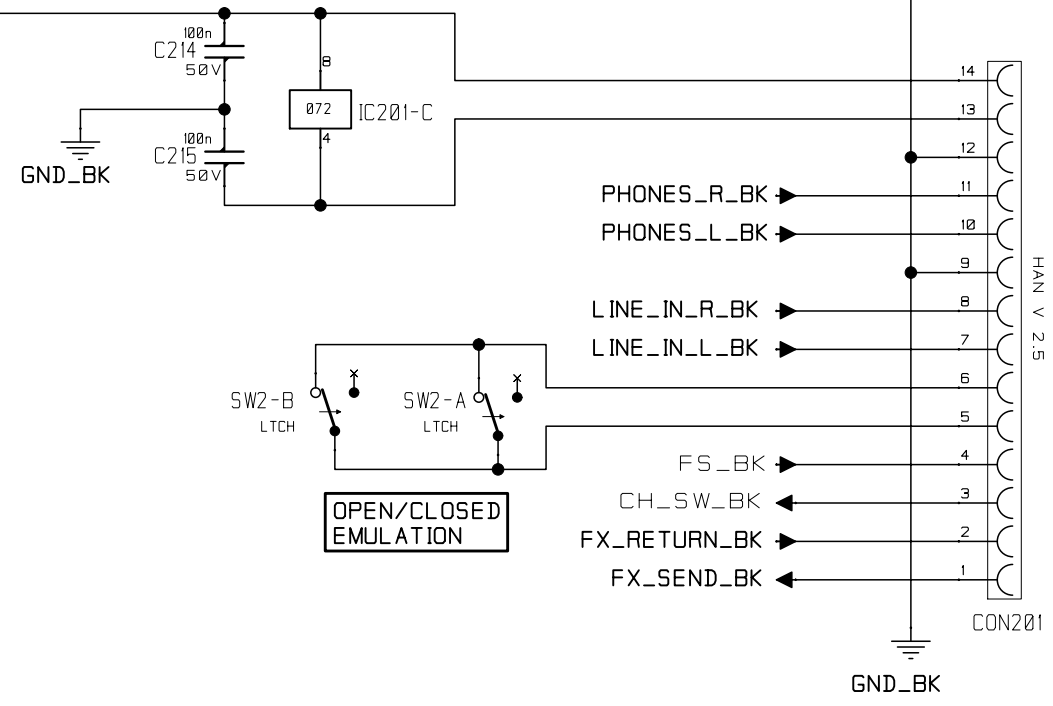 100n
C214
50V
8
072
IC201-C
4
100n
C215
50V
GND_BK
14
13
12
PHONES_R_BK
11
PHONES_L_BK
10
9
LINE_IN_R_BK
8
LINE_IN_L_BK
7
6
5
FS_BK
4
CH_SW_BK
3
FX_RETURN_BK
2
FX_SEND_BK
1
HAN V 2.5
CON201
SW2-B
LTCH
SW2-A
LTCH
OPEN/CLOSED
EMULATION
GND_BK